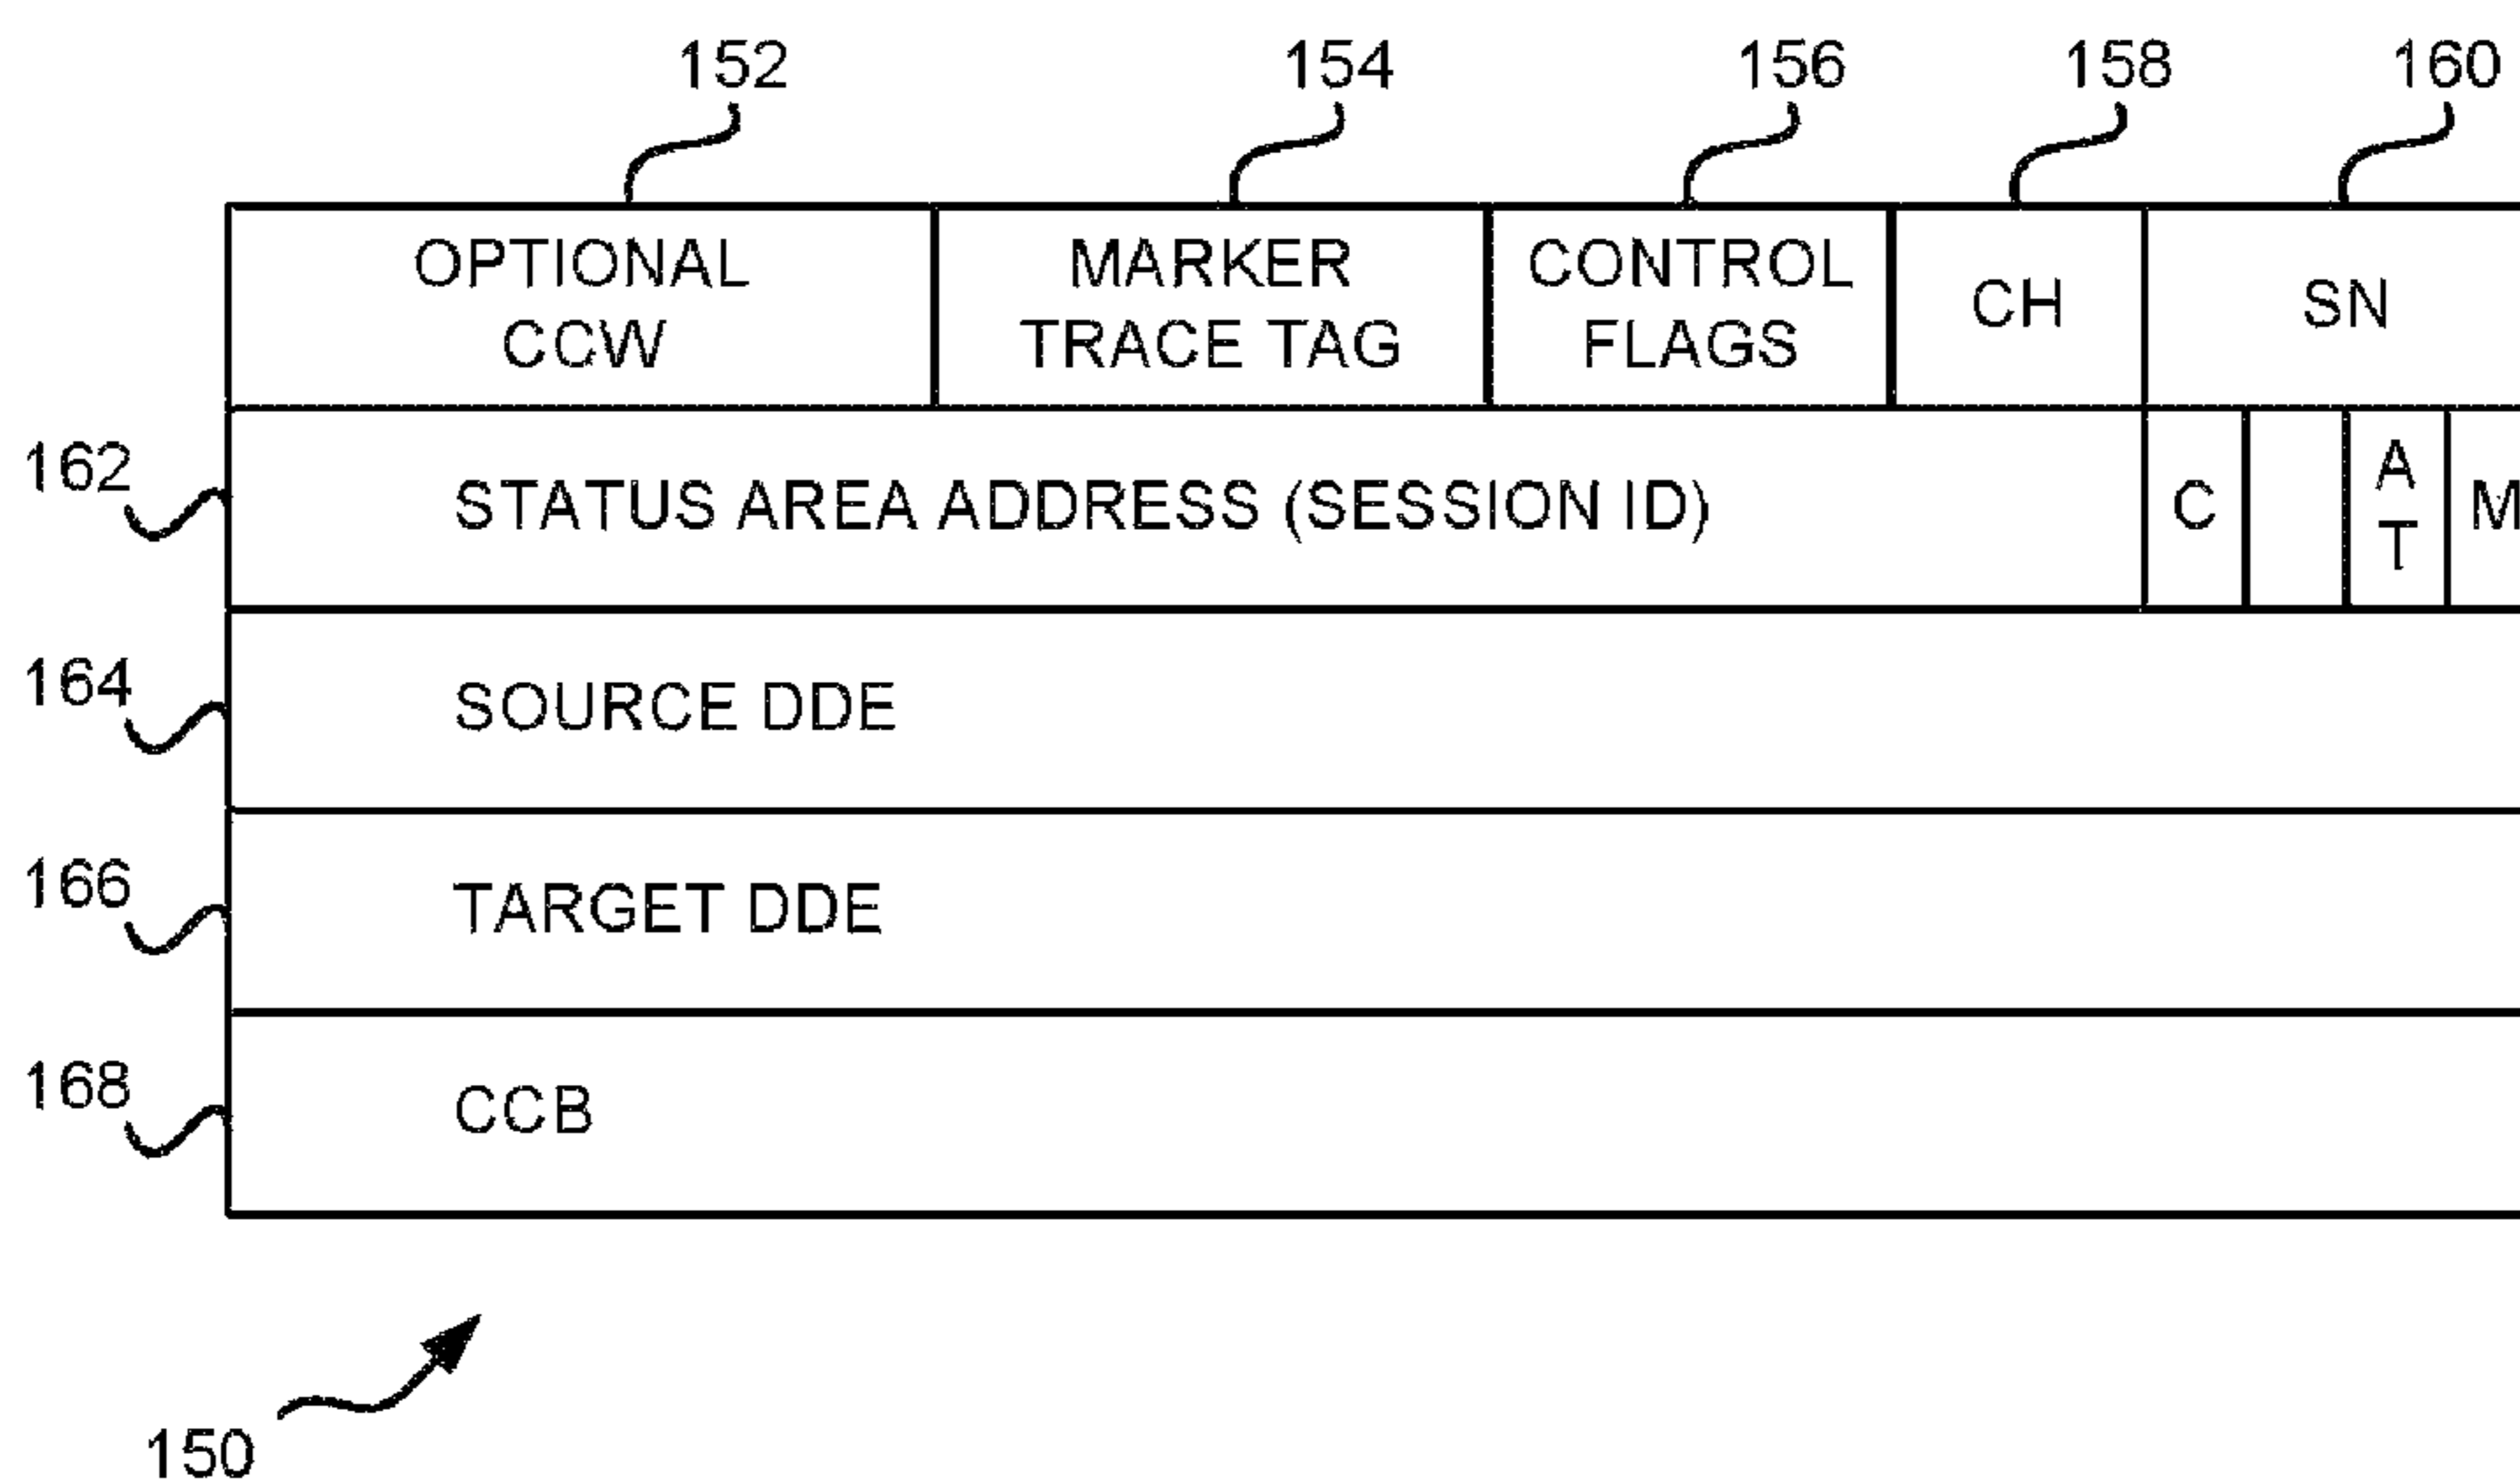 152 154 156 158 160
OPTIONAL MARKER CONTROL CH SN
CCW TRACE TAG FLAGS
162 STATUS AREA ADDRESS (SESSION ID) C A M
T
164 SOURCE DDE
166 TARGET DDE
168 CCB
150